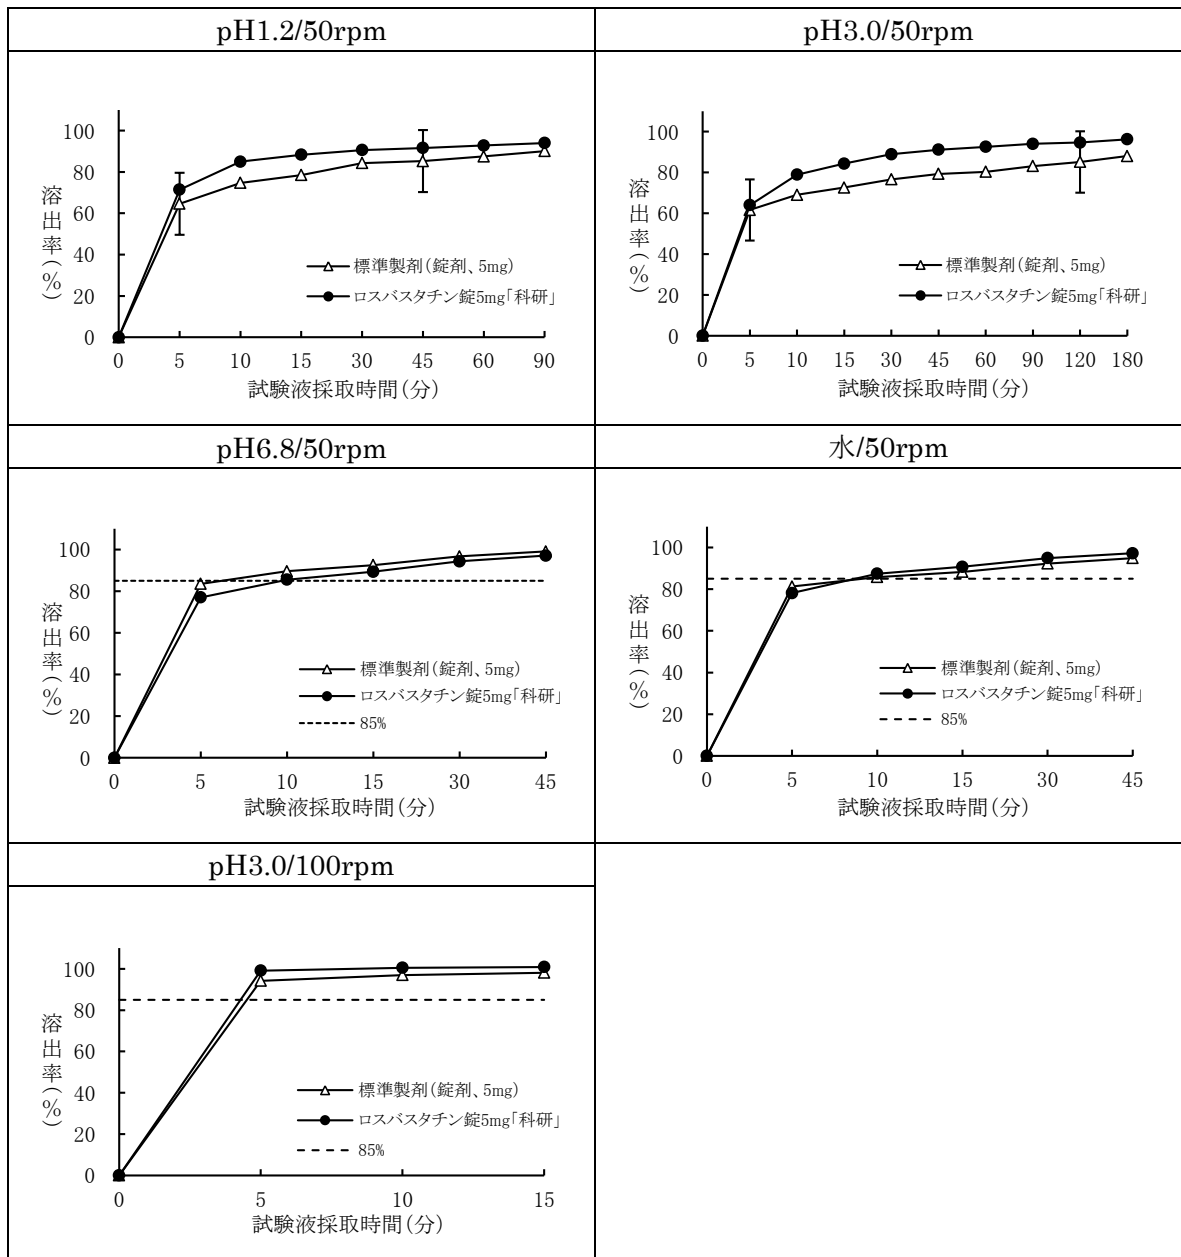 pH1.2/50rpm
100
80
60
40
20
0
溶出率(%)
標準製剤(錠剤、5mg)
ロスバスタチン錠5mg「科研」
0 5 10 15 30 45 60 90
試験液採取時間(分)
pH3.0/50rpm
100
80
60
40
20
0
溶出率(%)
標準製剤(錠剤、5mg)
ロスバスタチン錠5mg「科研」
0 5 10 15 30 45 60 90 120 180
試験液採取時間(分)
pH6.8/50rpm
100
80
60
40
20
0
溶出率(%)
標準製剤(錠剤、5mg)
ロスバスタチン錠5mg「科研」
85%
0 5 10 15 30 45
試験液採取時間(分)
水/50rpm
100
80
60
40
20
0
溶出率(%)
標準製剤(錠剤、5mg)
ロスバスタチン錠5mg「科研」
85%
0 5 10 15 30 45
試験液採取時間(分)
pH3.0/100rpm
100
80
60
40
20
0
溶出率(%)
標準製剤(錠剤、5mg)
ロスバスタチン錠5mg「科研」
85%
0 5 10 15
試験液採取時間(分)